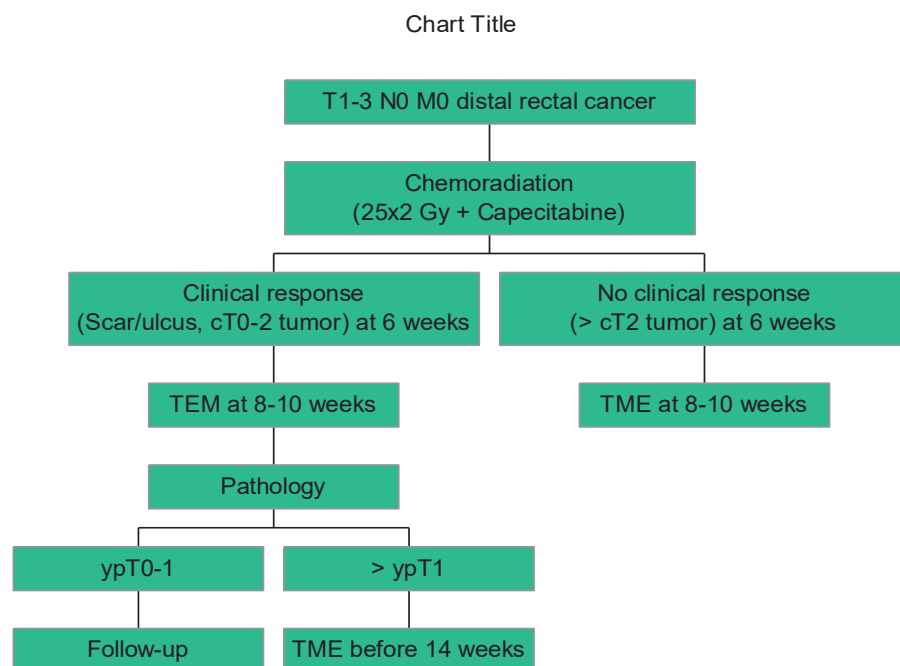 Chart Title
T1-3 N0 M0 distal rectal cancer
Chemoradiation
(25x2 Gy + Capecitabine)
Clinical response
(Scar/ulcus, cT0-2 tumor) at 6 weeks
No clinical response
(> cT2 tumor) at 6 weeks
TEM at 8-10 weeks
TME at 8-10 weeks
Pathology
ypT0-1
> ypT1
Follow-up
TME before 14 weeks